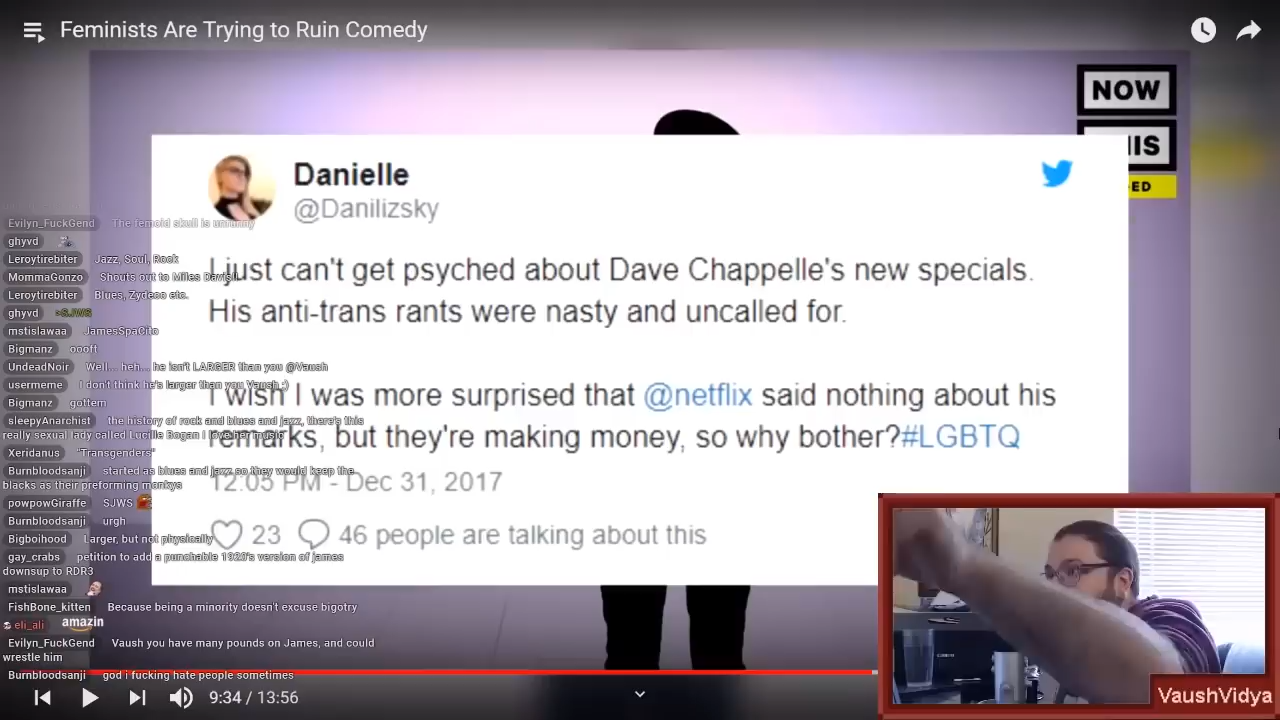 Feminists Are Trying to Ruin Comedy
NOW
HIS
ED
Danielle
@Danilizsky
I just can't get psyched about Dave Chappelle's new specials.
His anti-trans rants were nasty and uncalled for.
I wish I was more surprised that @netflix said nothing about his
remarks, but they're making money, so why bother?#LGBTQ
12:05 PM - Dec 31, 2017
23 46 people are talking about this
Evilyn_FuckGend The femoid skull is unfunny
ghyvd
Leroytirebiter Jazz, Soul, Rock
MommaGonzo Shouts out to Miles Davis!!
Leroytirebiter Blues, Zydeco etc.
ghyvd >SJWS
mstislawaa JamesSpaCito
Bigmanz oooft
UndeadNoir Well... heh... he isn't LARGER than you @Vaush
usermeme I don't think he's larger than you Vaush ;)
Bigmanz gottem
sleepyAnarchist the history of rock and blues and jazz, there's this
really sexual lady called Lucille Bogan I love her music
Xeridanus "Transgenders"
Burnbloodsanji started as blues and jazz so they would keep the
blacks as their preforming monkys
powpowGiraffe SJWS
Burnbloodsanji urgh
Bigboihood Larger, but not physically
gay_crabs petition to add a punchable 1920's version of james
downsup to RDR3
mstislawaa
FishBone_kitten Because being a minority doesn't excuse bigotry
eli_ali amazin
Evilyn_FuckGend Vaush you have many pounds on James, and could
wrestle him
Burnbloodsanji god i fucking hate people sometimes
9:34 / 13:56
VaushVidya